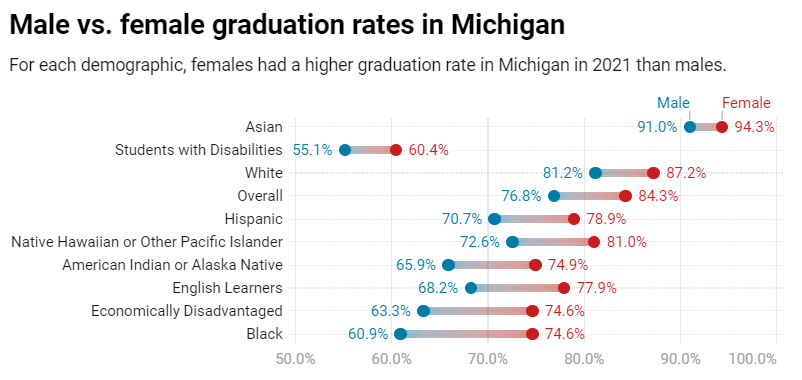 Male vs. female graduation rates in Michigan
For each demographic, females had a higher graduation rate in Michigan in 2021 than males.
Male Female
Asian 91.0% 94.3%
Students with Disabilities 55.1% 60.4%
White 81.2% 87.2%
Overall 76.8% 84.3%
Hispanic 70.7% 78.9%
Native Hawaiian or Other Pacific Islander 72.6% 81.0%
American Indian or Alaska Native 65.9% 74.9%
English Learners 68.2% 77.9%
Economically Disadvantaged 63.3% 74.6%
Black 60.9% 74.6%
50.0% 60.0% 70.0% 80.0% 90.0% 100.0%